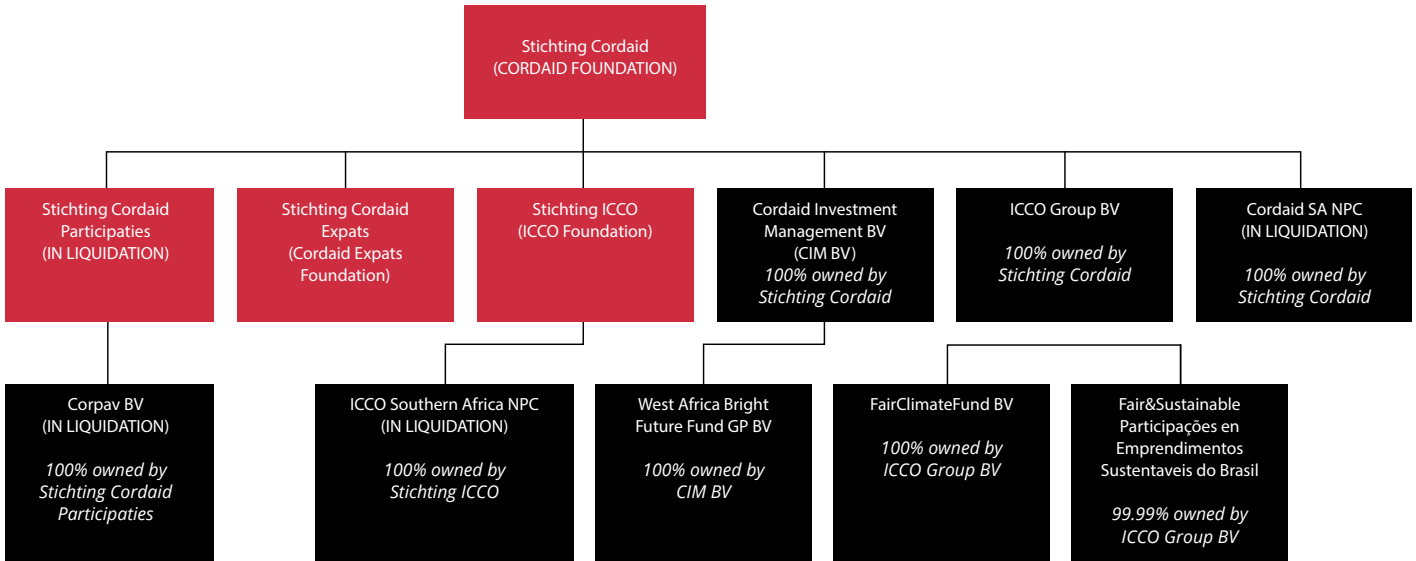 Stichting Cordaid
(CORDAID FOUNDATION)
Stichting Cordaid
Participaties
(IN LIQUIDATION)
Stichting Cordaid
Expats
(Cordaid Expats
Foundation)
Stichting ICCO
(ICCO Foundation)
Cordaid Investment
Management BV
(CIM BV)
100% owned by
Stichting Cordaid
ICCO Group BV
100% owned by
Stichting Cordaid
Cordaid SA NPC
(IN LIQUIDATION)
100% owned by
Stichting Cordaid
Corpav BV
(IN LIQUIDATION)
100% owned by
Stichting Cordaid
Participaties
ICCO Southern Africa NPC
(IN LIQUIDATION)
100% owned by
Stichting ICCO
West Africa Bright
Future Fund GP BV
100% owned by
CIM BV
FairClimateFund BV
100% owned by
ICCO Group BV
Fair&Sustainable
Participações en
Emprendimentos
Sustentaveis do Brasil
99.99% owned by
ICCO Group BV